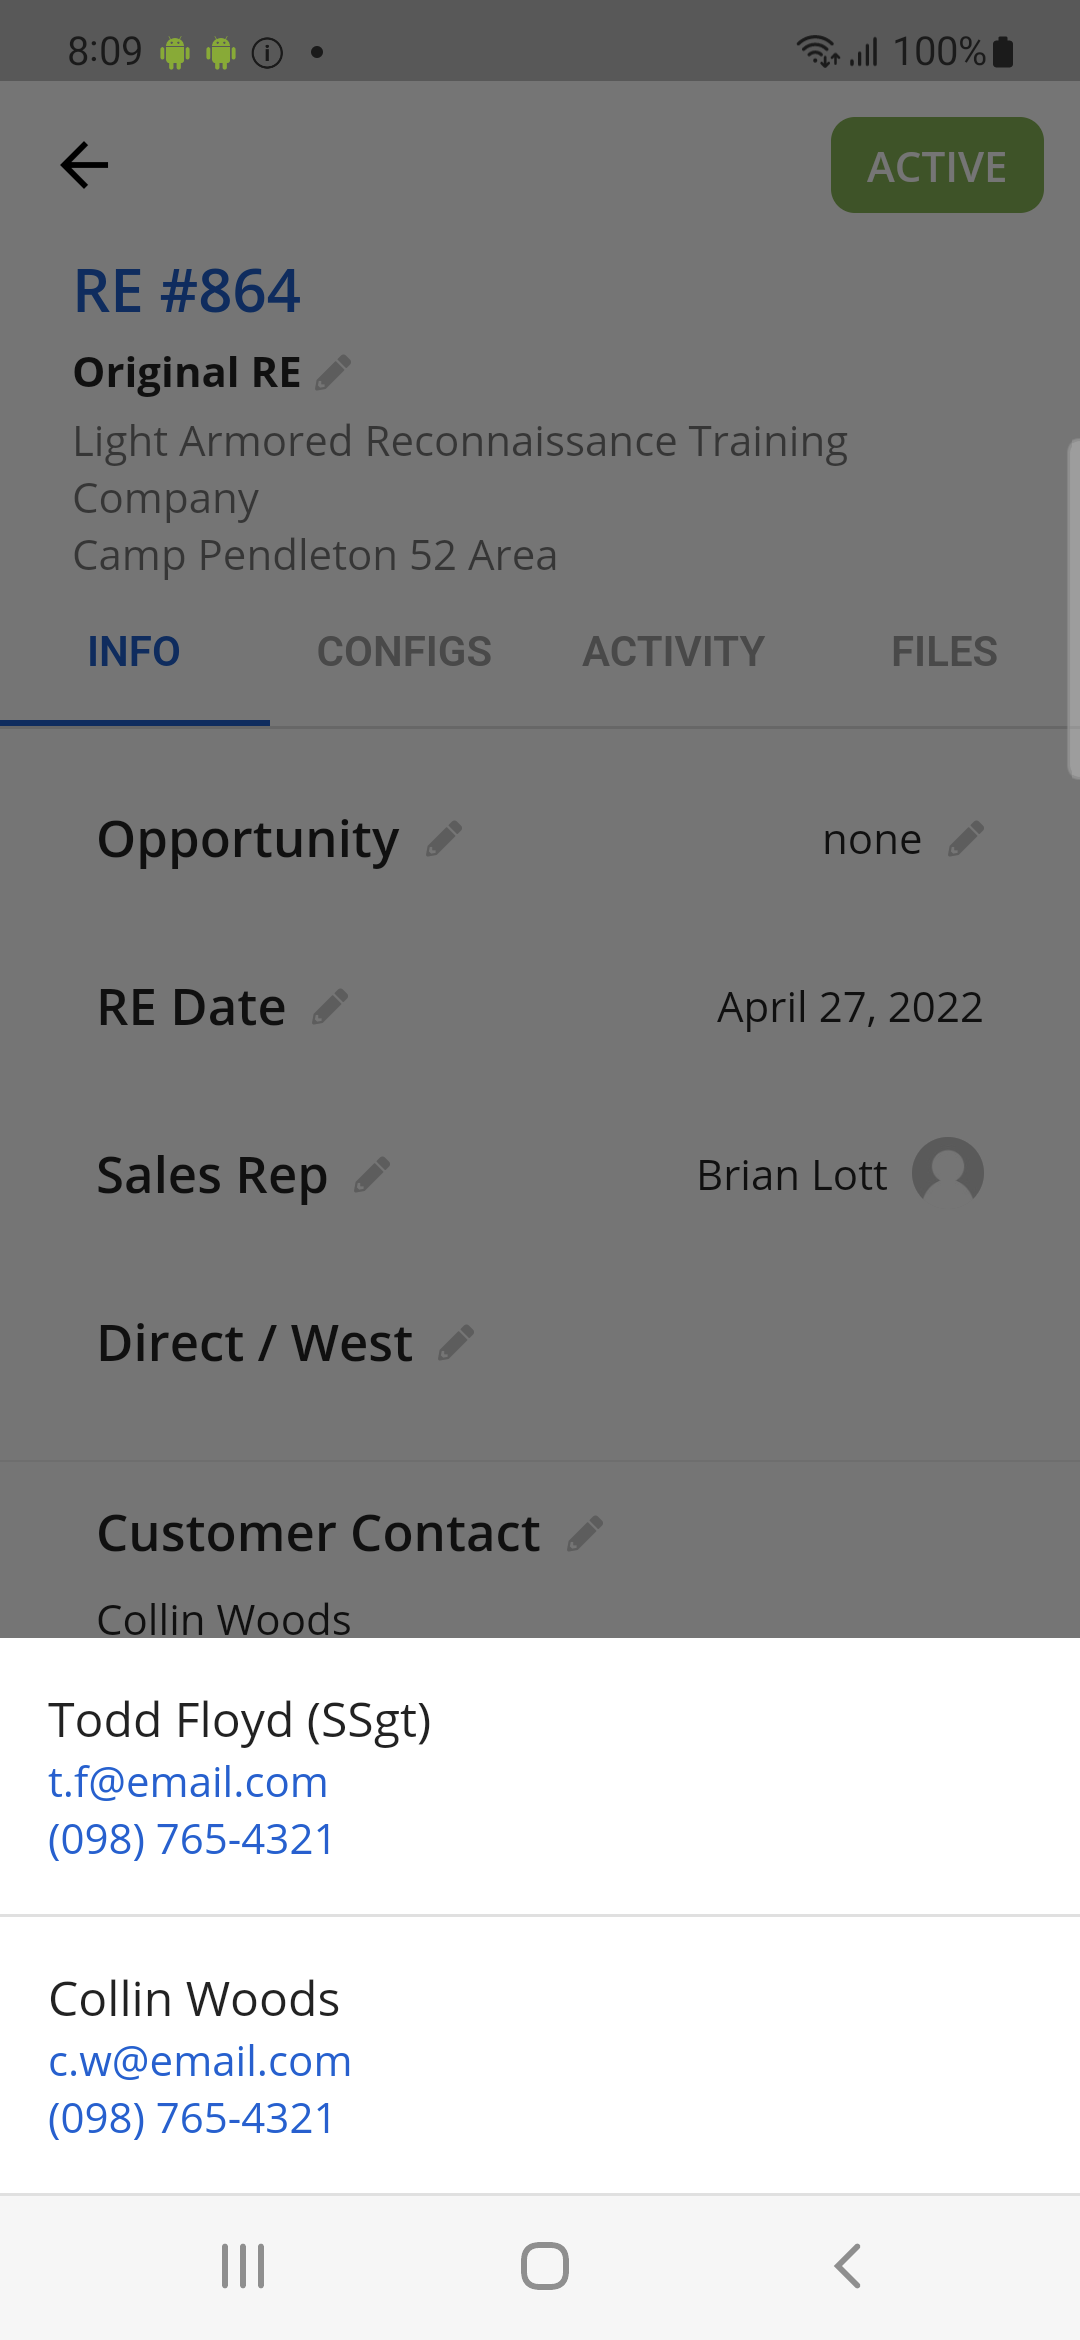 8:09
100%
ACTIVE
RE #864
Original RE
Light Armored Reconnaissance Training
Company
Camp Pendleton 52 Area
INFO CONFIGS ACTIVITY FILES
Opportunity none
RE Date April 27, 2022
Sales Rep Brian Lott
Direct / West
Customer Contact
Collin Woods
Todd Floyd (SSgt)
t.f@email.com
(098) 765-4321
Collin Woods
c.w@email.com
(098) 765-4321